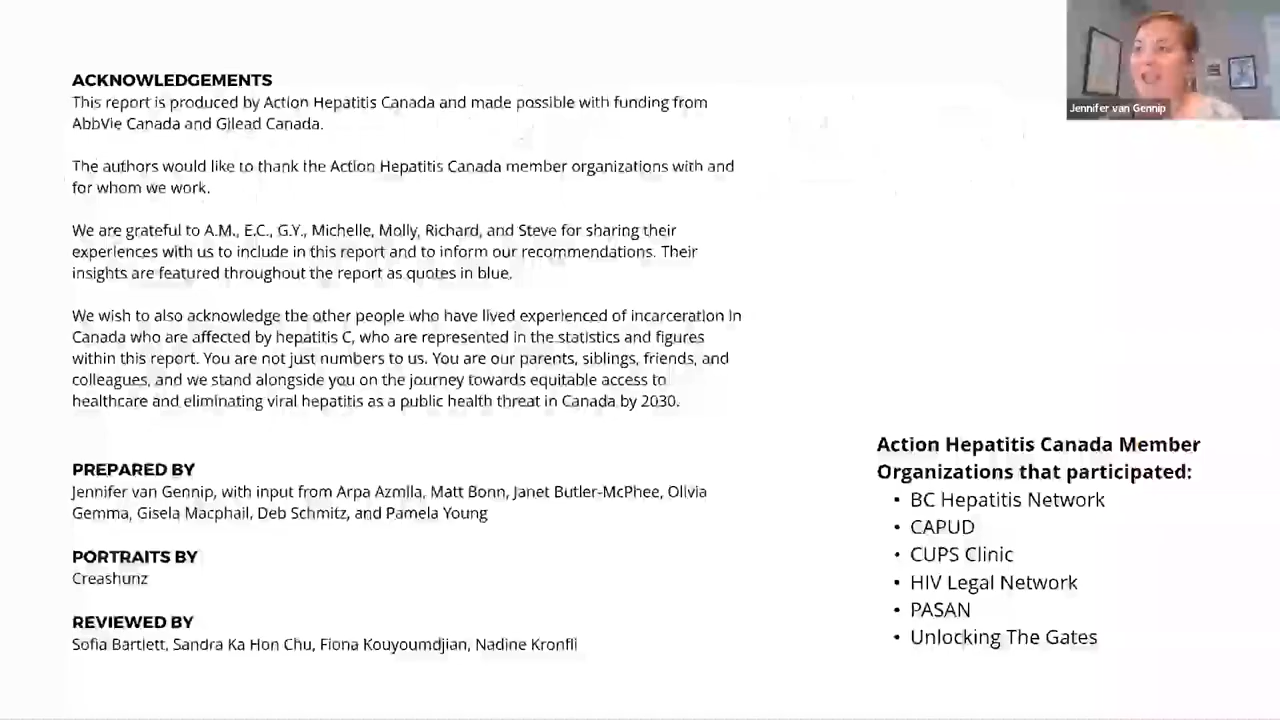 ACKNOWLEDGEMENTS
This report is produced by Action Hepatitis Canada and made possible with funding from
AbbVie Canada and Gilead Canada.
The authors would like to thank the Action Hepatitis Canada member organizations with and
for whom we work.
We are grateful to A.M., E.C., G.Y., Michelle, Molly, Richard, and Steve for sharing their
experiences with us to include in this report and to inform our recommendations. Their
insights are featured throughout the report as quotes in blue.
We wish to also acknowledge the other people who have lived experienced of incarceration in
Canada who are affected by hepatitis C, who are represented in the statistics and figures
within this report. You are not just numbers to us. You are our parents, siblings, friends, and
colleagues, and we stand alongside you on the journey towards equitable access to
healthcare and eliminating viral hepatitis as a public health threat in Canada by 2030.
PREPARED BY
Jennifer van Gennip, with input from Arpa Azmila, Matt Bonn, Janet Butler-McPhee, Olivia
Gemma, Gisela Macphail, Deb Schmitz, and Pamela Young
PORTRAITS BY
Creashunz
REVIEWED BY
Sofia Bartlett, Sandra Ka Hon Chu, Fiona Kouyoumdjian, Nadine Kronfli
Jennifer van Gennip
Action Hepatitis Canada Member
Organizations that participated:
• BC Hepatitis Network
• CAPUD
• CUPS Clinic
• HIV Legal Network
• PASAN
• Unlocking The Gates